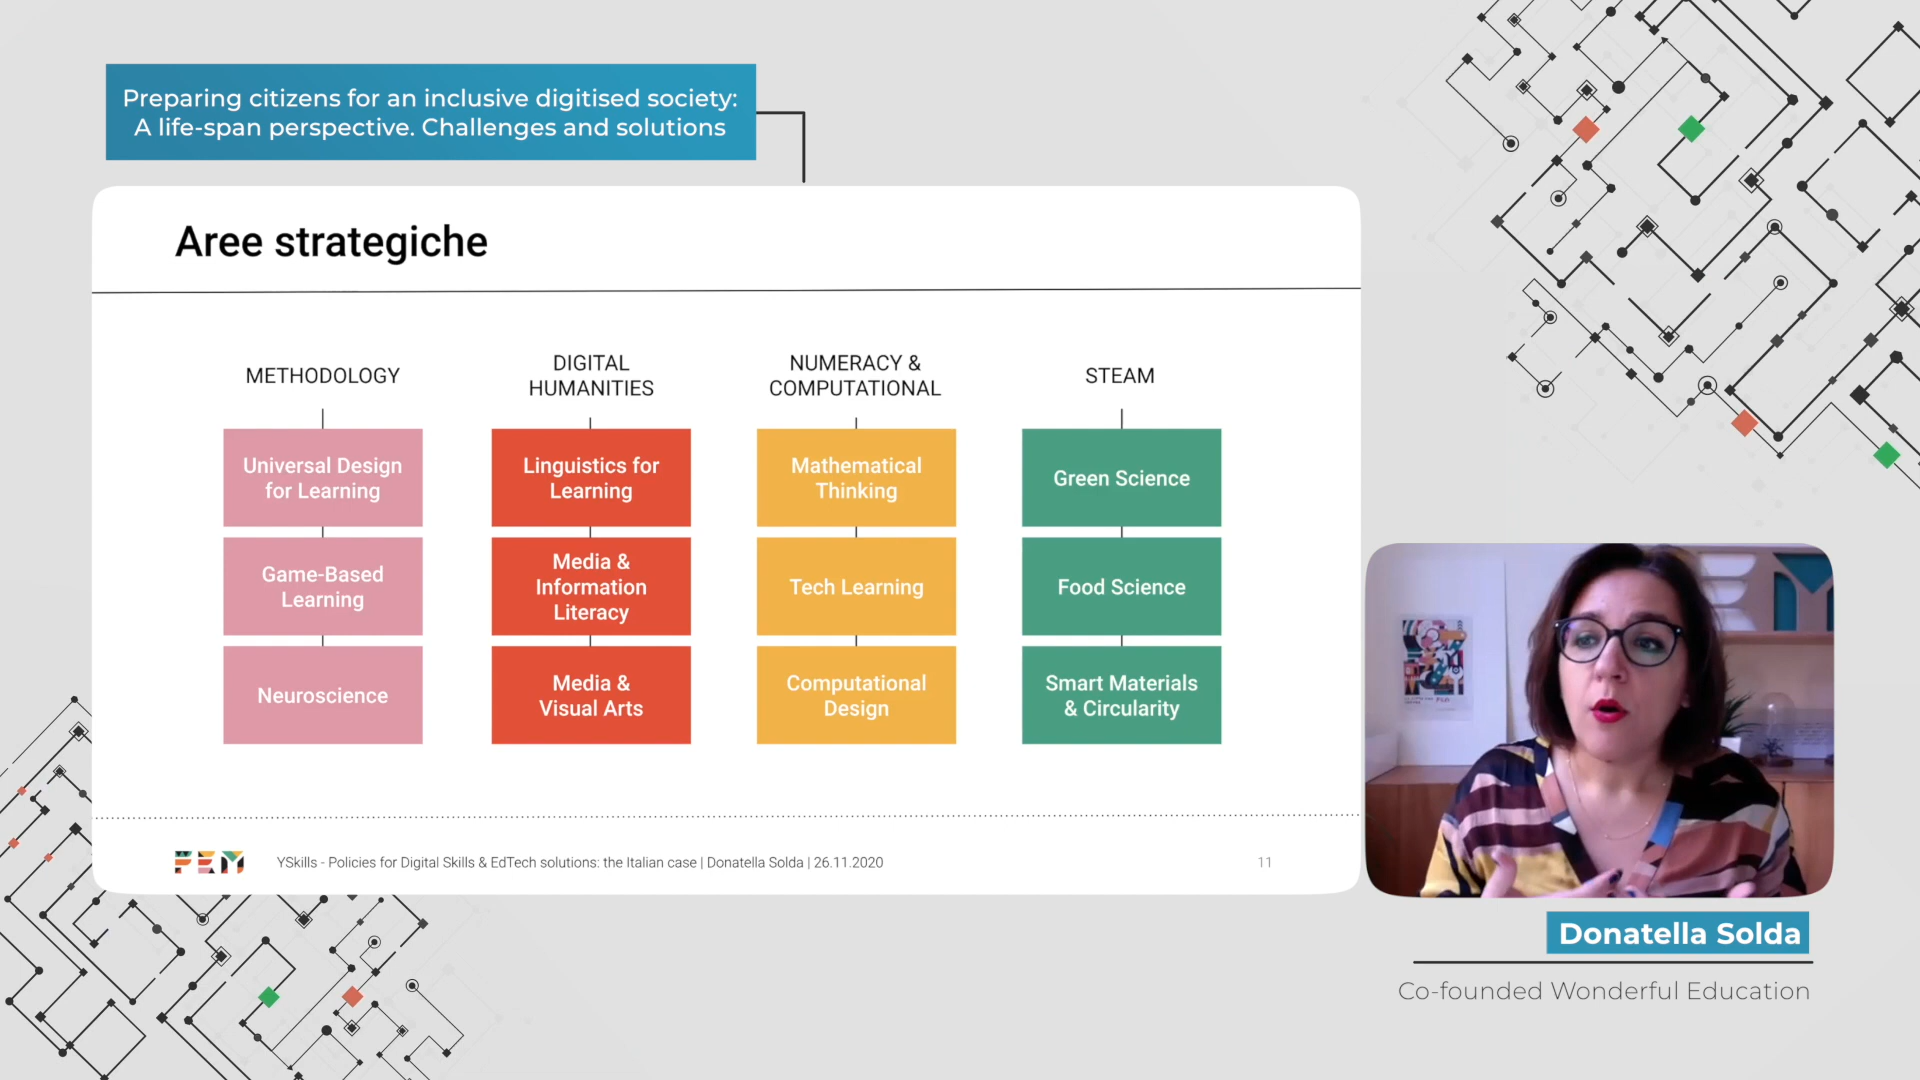 Preparing citizens for an inclusive digitised society:
A life-span perspective. Challenges and solutions
Aree strategiche
METHODOLOGY
Universal Design
for Learning
Game-Based
Learning
Neuroscience
DIGITAL
HUMANITIES
Linguistics for
Learning
Media &
Information
Literacy
Media &
Visual Arts
NUMERACY &
COMPUTATIONAL
Mathematical
Thinking
Tech Learning
Computational
Design
STEAM
Green Science
Food Science
Smart Materials
& Circularity
FEM
YSkills - Policies for Digital Skills & EdTech solutions: the Italian case | Donatella Solda | 26.11.2020
11
Donatella Solda
Co-founded Wonderful Education